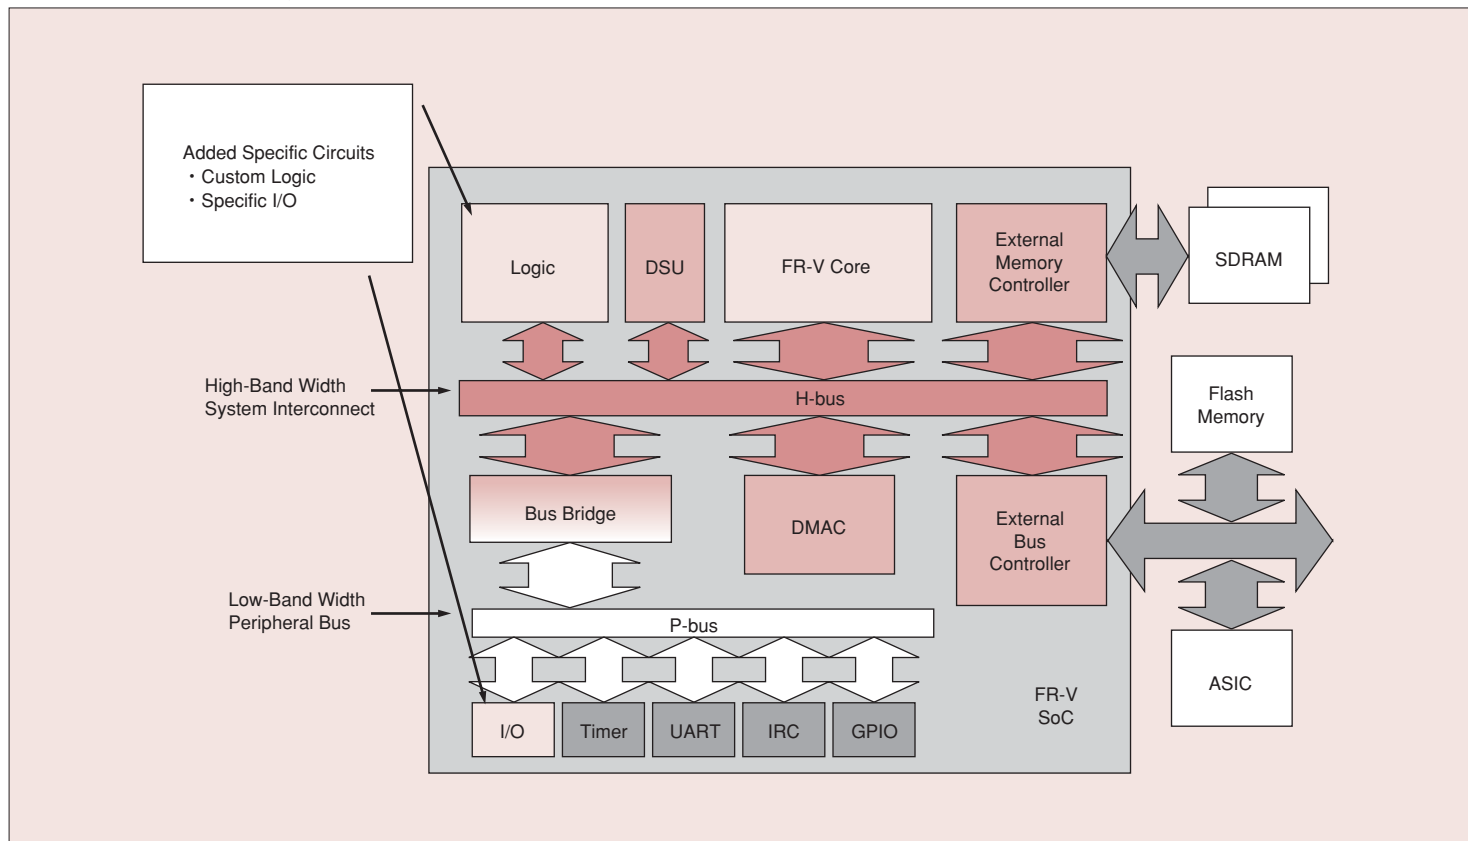 Added Specific Circuits
・Custom Logic
・Specific I/O
Logic
DSU
FR-V Core
External
Memory
Controller
SDRAM
High-Band Width
System Interconnect
H-bus
Flash
Memory
Bus Bridge
DMAC
External
Bus
Controller
Low-Band Width
Peripheral Bus
P-bus
I/O
Timer
UART
IRC
GPIO
FR-V
SoC
ASIC